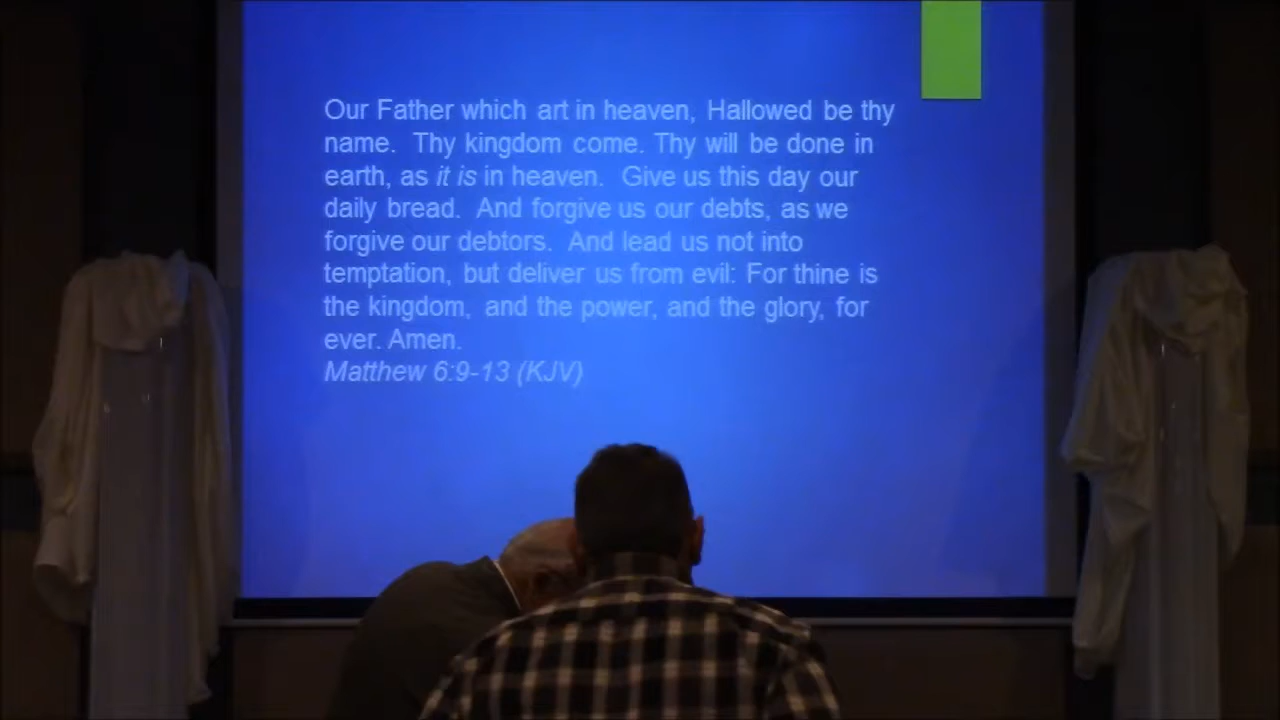 Our Father which art in heaven, Hallowed be thy
name. Thy kingdom come. Thy will be done in
earth, as it is in heaven. Give us this day our
daily bread. And forgive us our debts, as we
forgive our debtors. And lead us not into
temptation, but deliver us from evil: For thine is
the kingdom, and the power, and the glory, for
ever. Amen.
Matthew 6:9-13 (KJV)